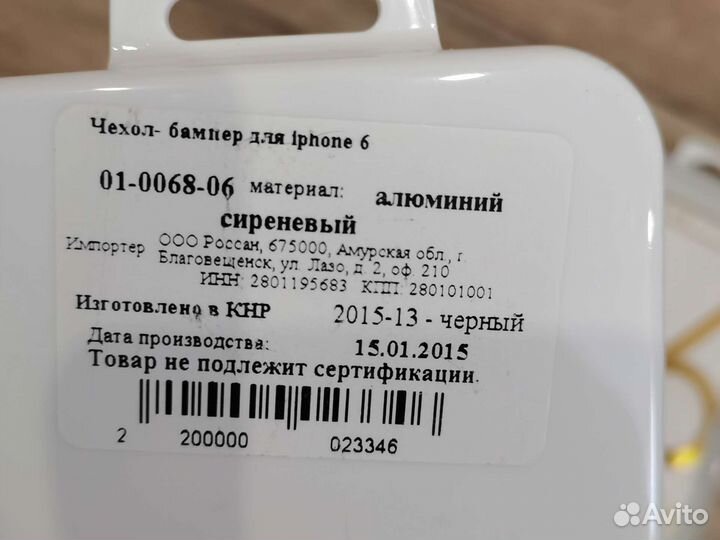 Чехол- бампер для iphone 6
01-0068-06 материал: алюминий
сиреневый
Импортер ООО Россан, 675000, Амурская обл., г.
Благовещенск, ул. Лазо, д. 2, оф. 210
ИНН: 2801195683 КПП: 280101001
Изготовлено в КНР 2015-13 - черный
Дата производства: 15.01.2015
Товар не подлежит сертификации.
2 200000 023346
Avito